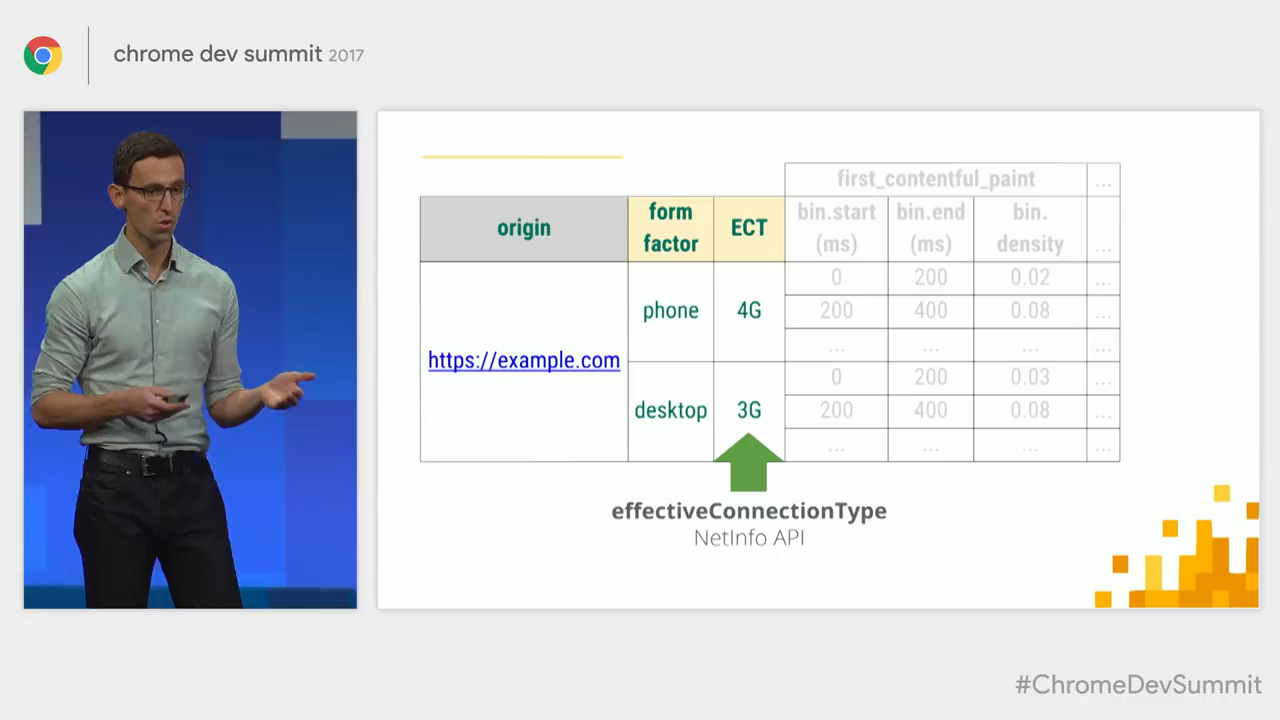 chrome dev summit 2017
first_contentful_paint ...
origin form factor ECT bin.start (ms) bin.end (ms) bin. density ...
https://example.com
phone 4G
0 200 0.02 ...
200 400 0.08 ...
... ... ... ...
desktop 3G
0 200 0.03 ...
200 400 0.08 ...
... ... ... ...
effectiveConnectionType
NetInfo API
#ChromeDevSummit